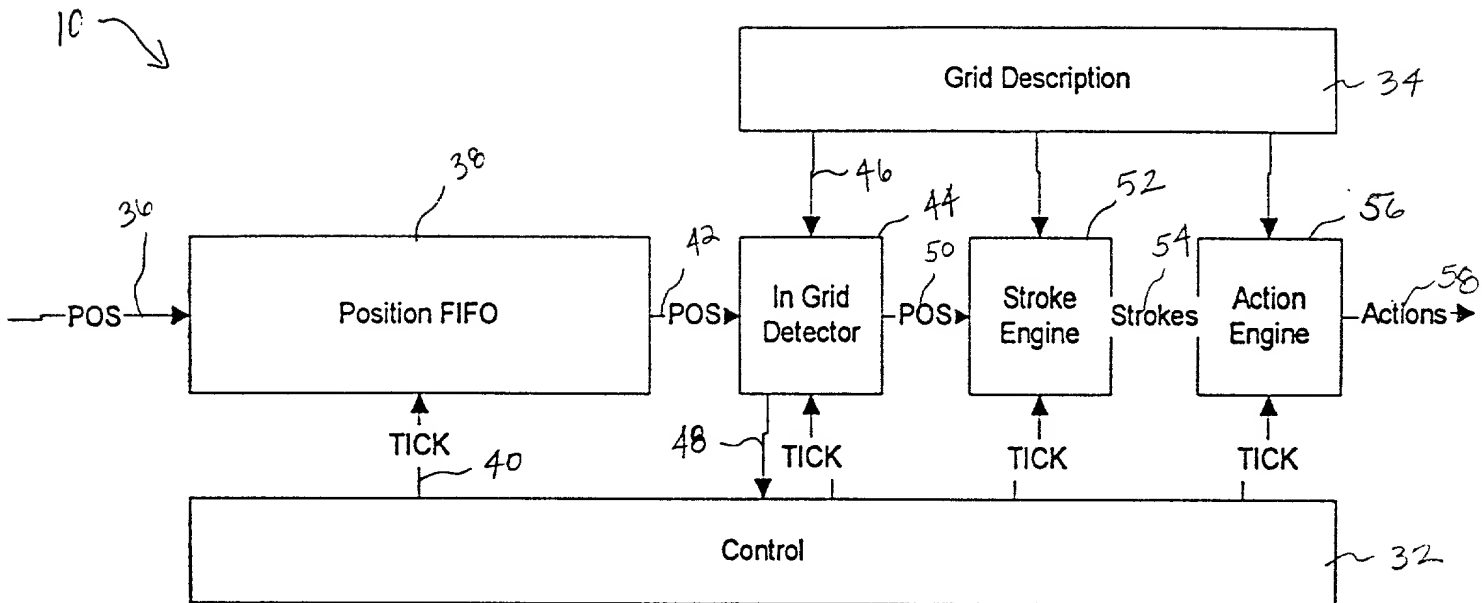 10
Grid Description
34
38
46
52
44
56
36
42
50
54
58
POS
Position FIFO
POS
In Grid
Detector
POS
Stroke
Engine
Strokes
Action
Engine
Actions
TICK
48
TICK
TICK
TICK
40
Control
32